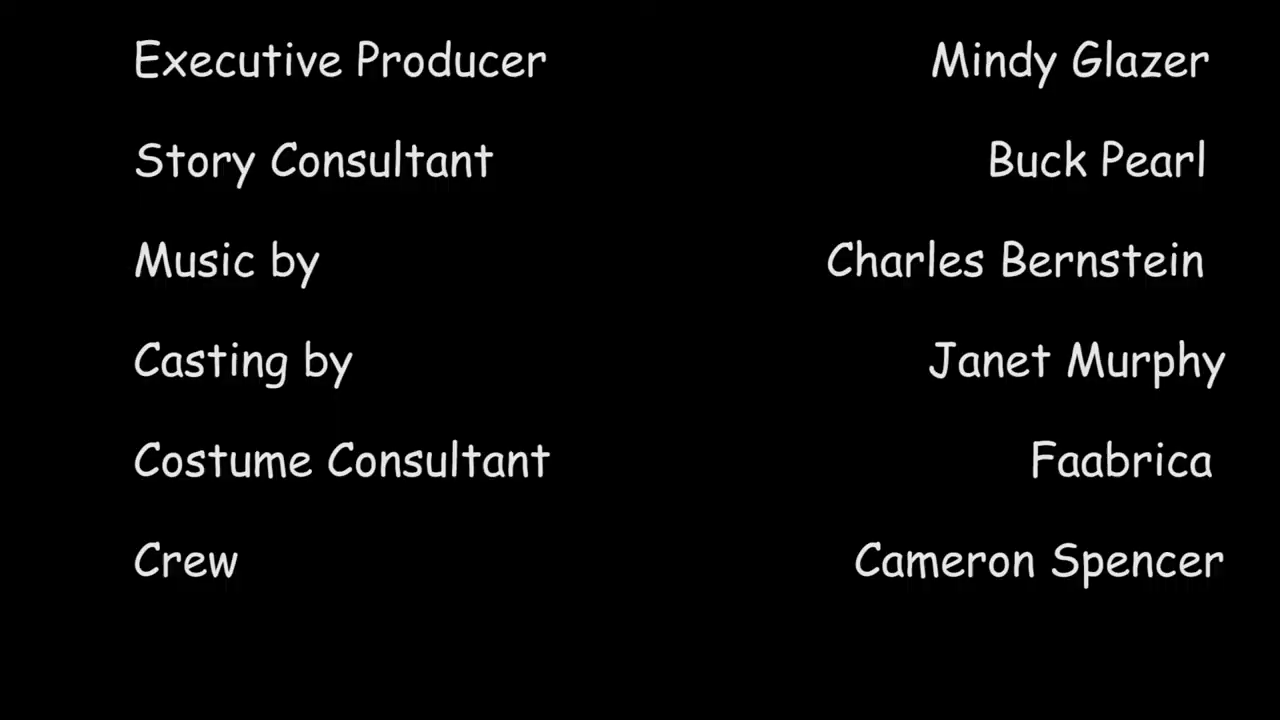 Executive Producer Mindy Glazer
Story Consultant Buck Pearl
Music by Charles Bernstein
Casting by Janet Murphy
Costume Consultant Faabrica
Crew Cameron Spencer